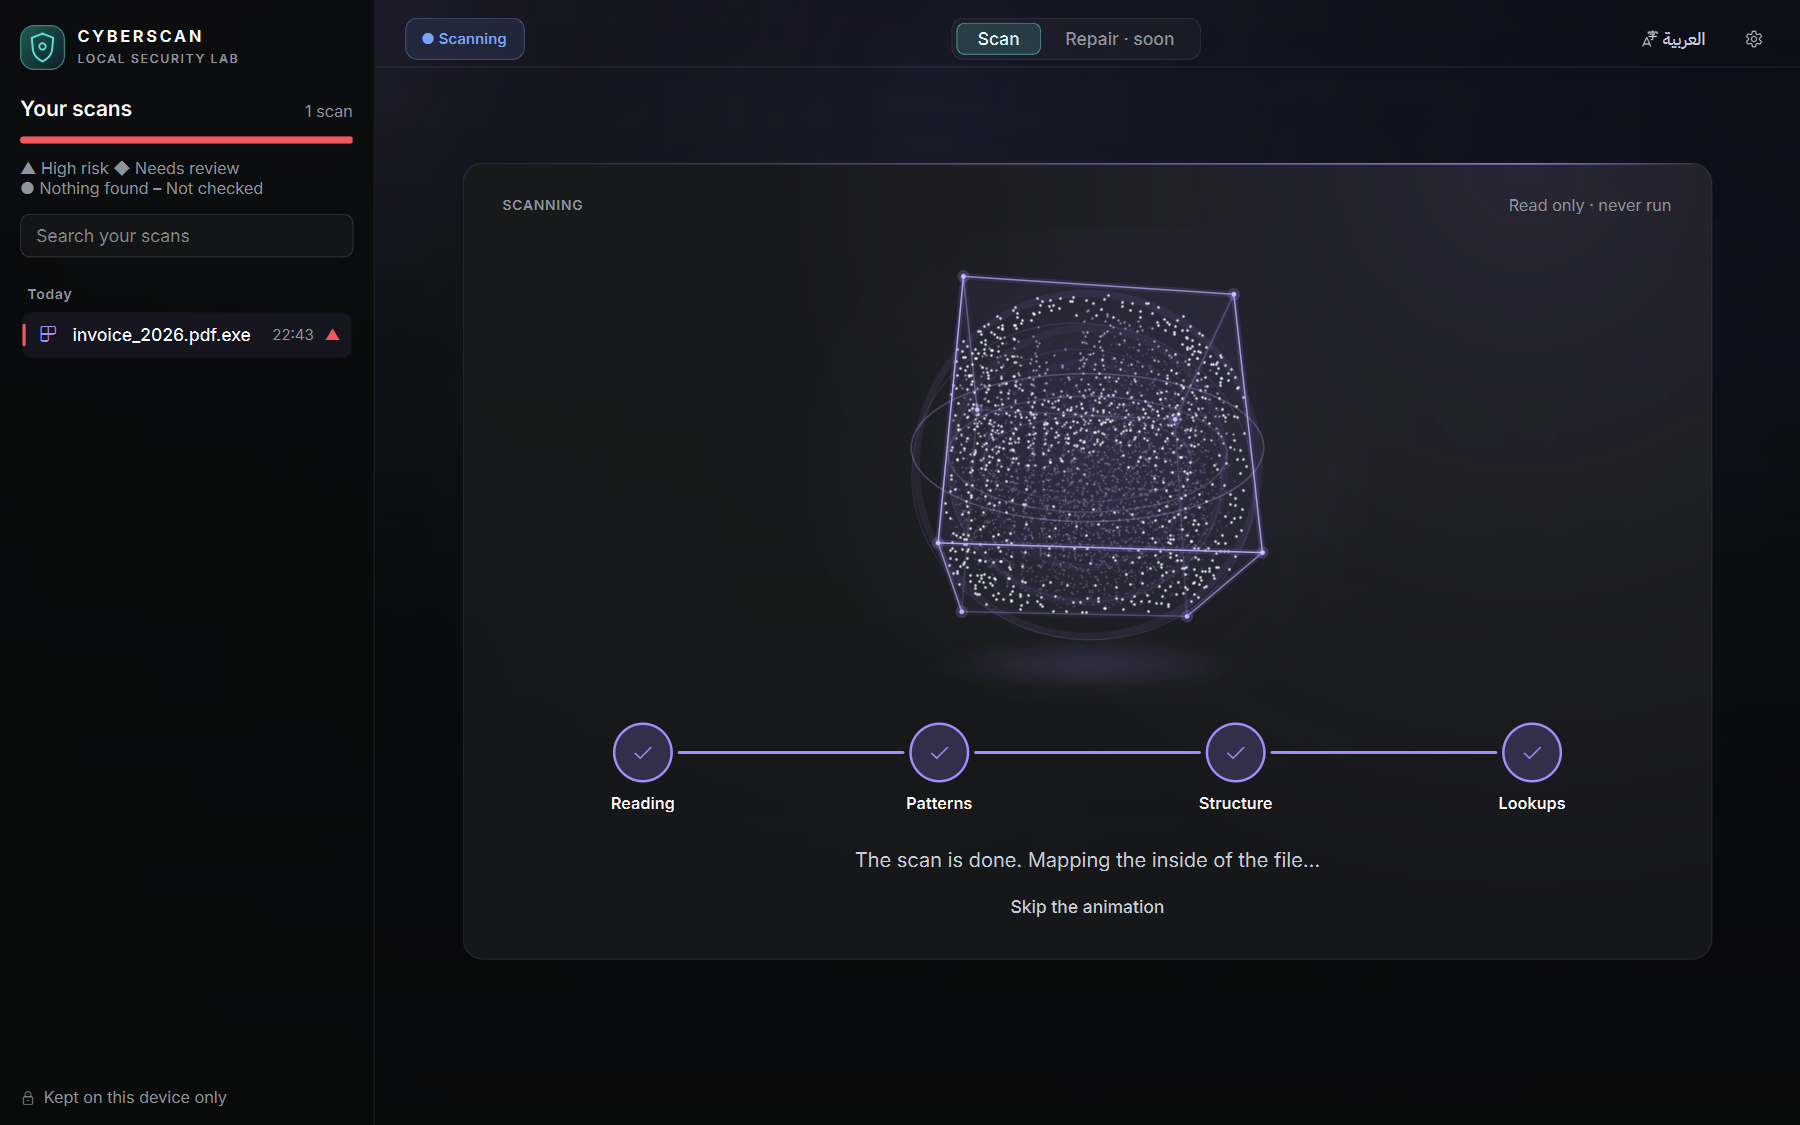 CYBERSCAN
LOCAL SECURITY LAB
Your scans
1 scan
High risk Needs review
Nothing found – Not checked
Search your scans
Today
invoice_2026.pdf.exe 22:43
Kept on this device only
Scanning
Scan
Repair · soon
العربية
SCANNING
Read only · never run
Reading
Patterns
Structure
Lookups
The scan is done. Mapping the inside of the file...
Skip the animation